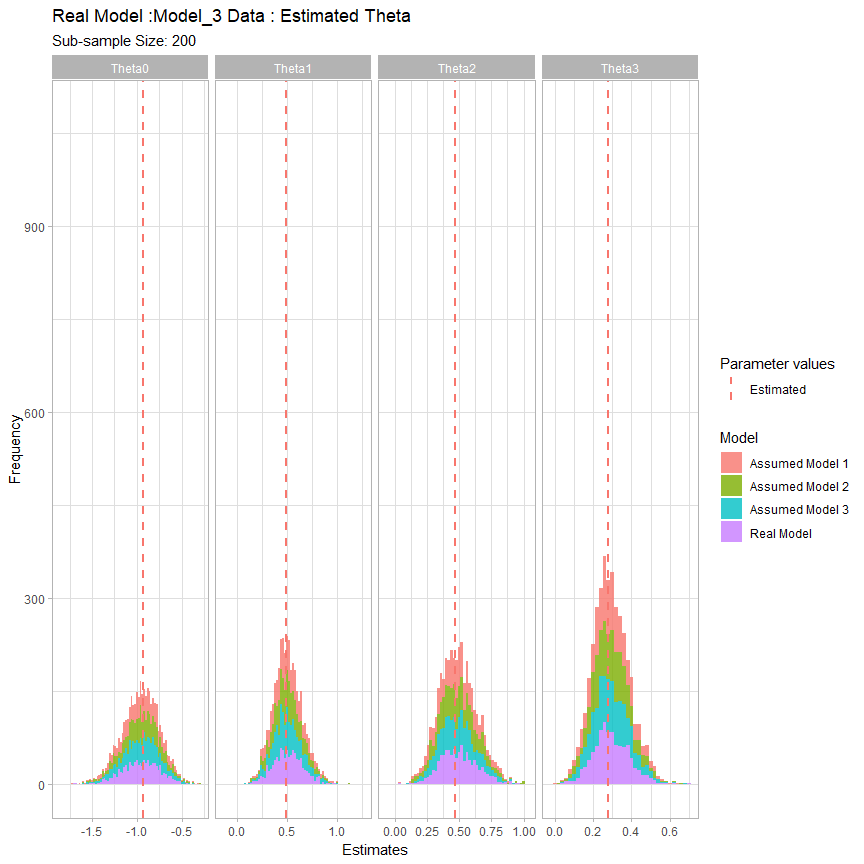 Real Model :Model_3 Data : Estimated Theta
Sub-sample Size: 200
Theta0 Theta1 Theta2 Theta3
900
600
300
0
Frequency
-1.5 -1.0 -0.5 0.0 0.5 1.0 0.00 0.25 0.50 0.75 1.00 0.0 0.2 0.4 0.6
Estimates
Parameter values
Estimated
Model
Assumed Model 1
Assumed Model 2
Assumed Model 3
Real Model